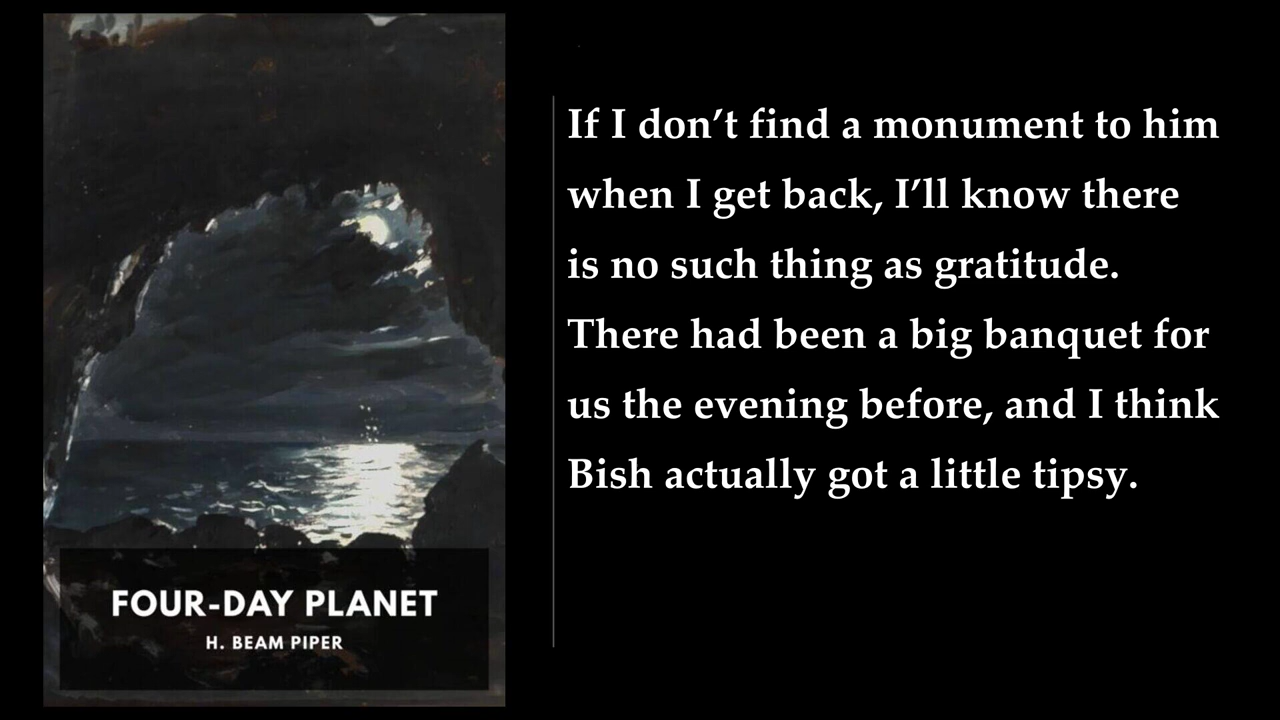 FOUR-DAY PLANET
H. BEAM PIPER
If I don’t find a monument to him
when I get back, I’ll know there
is no such thing as gratitude.
There had been a big banquet for
us the evening before, and I think
Bish actually got a little tipsy.